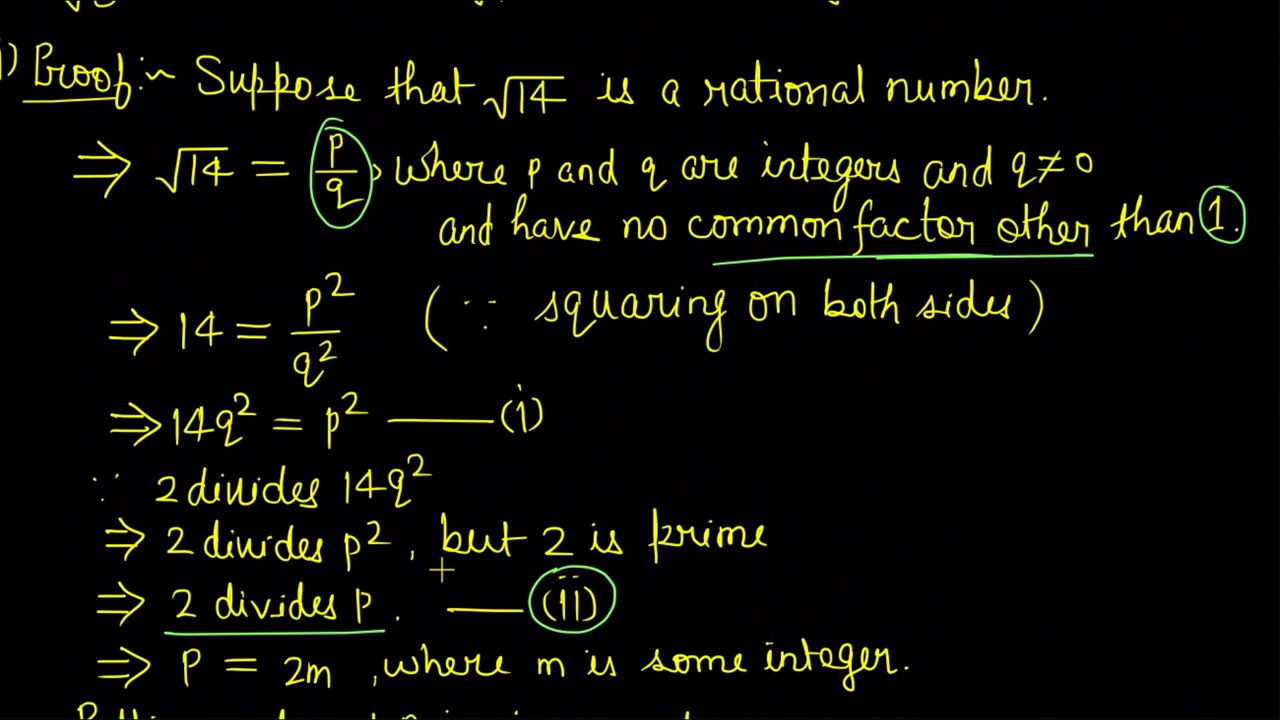 ) Proof :~ Suppose that √14 is a rational number.
⇒ √14 = p/q, where p and q are integers and q≠0
and have no common factor other than 1.
⇒ 14 = p²/q² (∵ squaring on both sides)
⇒ 14q² = p² —— (i)
∵ 2 divides 14q²
⇒ 2 divides p², but 2 is prime
⇒ 2 divides p. —— (ii)
⇒ p = 2m, where m is some integer.